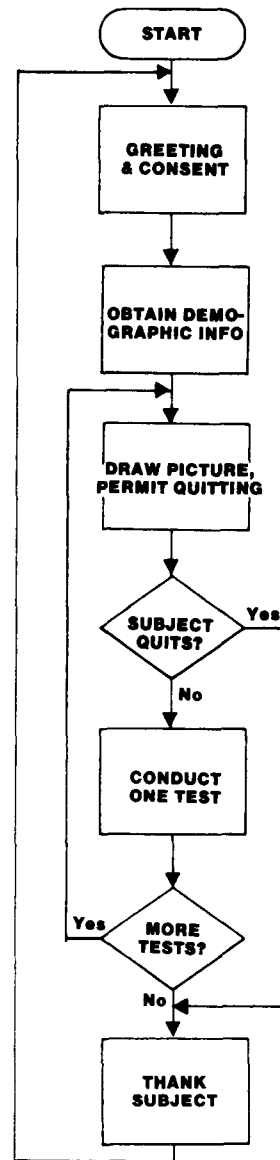 START
GREETING
& CONSENT
OBTAIN DEMO-
GRAPHIC INFO
DRAW PICTURE,
PERMIT QUITTING
SUBJECT
QUITS?
Yes
No
CONDUCT
ONE TEST
MORE
TESTS?
Yes
No
THANK
SUBJECT